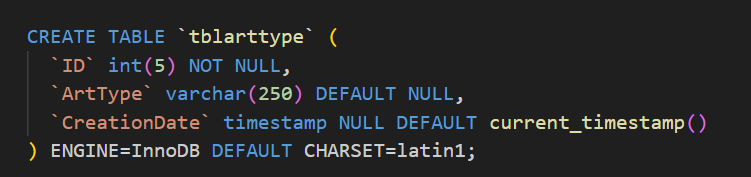 CREATE TABLE `tblarttype` (
  `ID` int(5) NOT NULL,
  `ArtType` varchar(250) DEFAULT NULL,
  `CreationDate` timestamp NULL DEFAULT current_timestamp()
) ENGINE=InnoDB DEFAULT CHARSET=latin1;